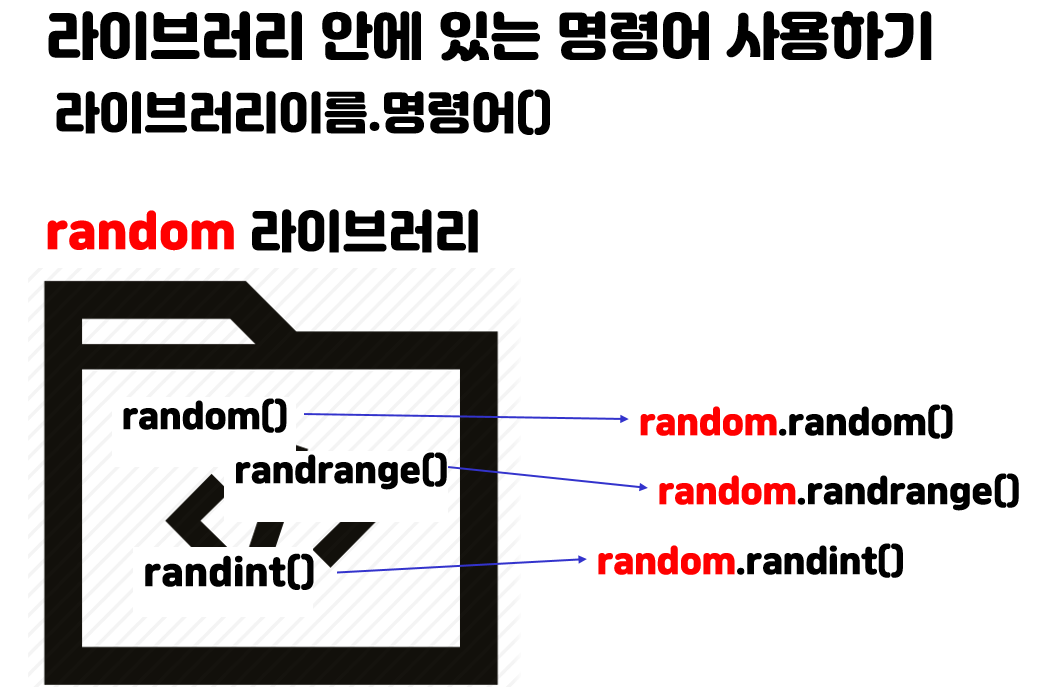 라이브러리 안에 있는 명령어 사용하기
라이브러리이름.명령어()
random 라이브러리
random()
random.random()
randrange()
random.randrange()
randint()
random.randint()